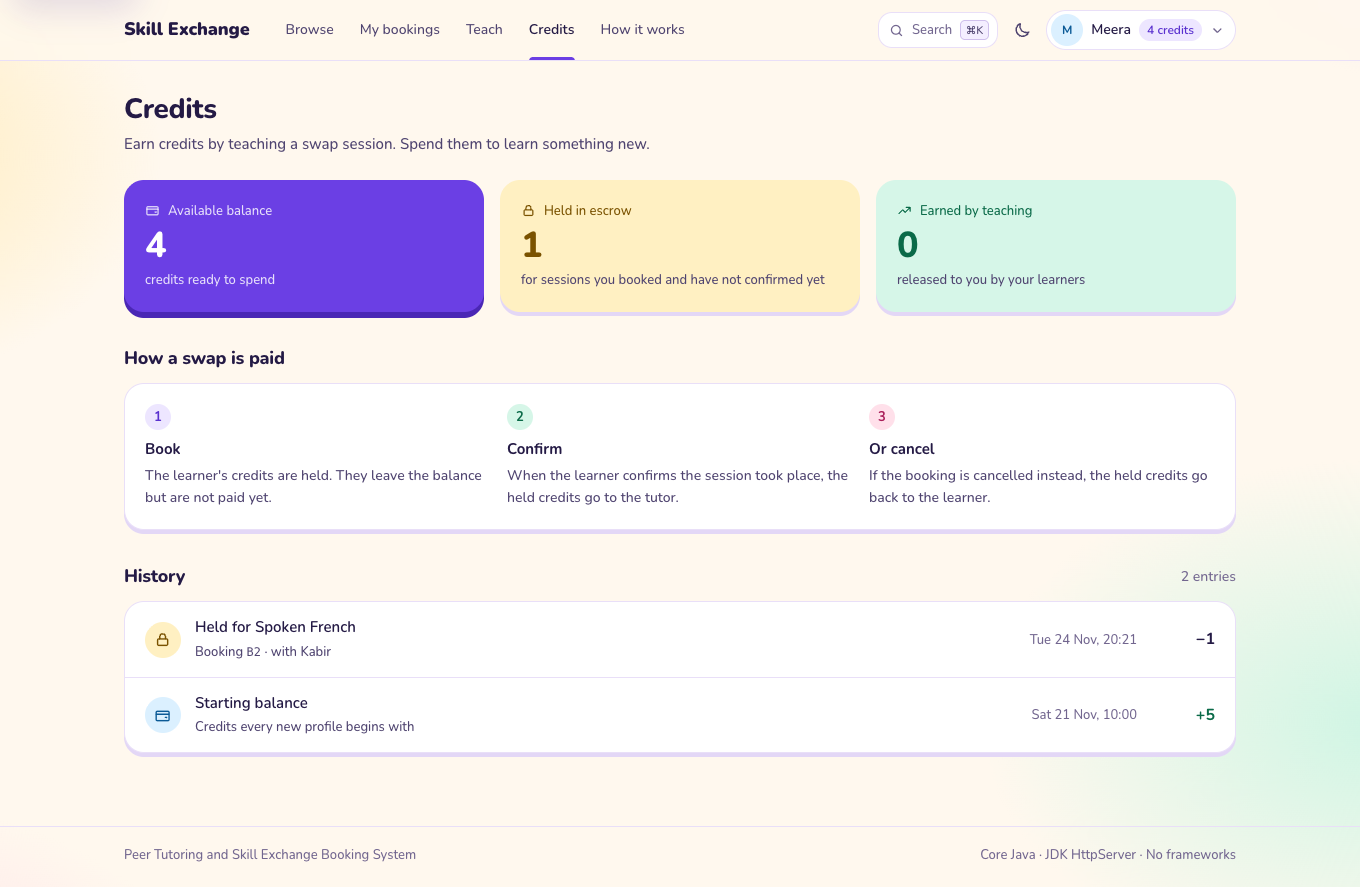 Skill Exchange Browse My bookings Teach Credits How it works Search ⌘K M Meera 4 credits
Credits
Earn credits by teaching a swap session. Spend them to learn something new.
Available balance
4
credits ready to spend
Held in escrow
1
for sessions you booked and have not confirmed yet
Earned by teaching
0
released to you by your learners
How a swap is paid
1
Book
The learner's credits are held. They leave the balance
but are not paid yet.
2
Confirm
When the learner confirms the session took place, the
held credits go to the tutor.
3
Or cancel
If the booking is cancelled instead, the held credits go
back to the learner.
History 2 entries
Held for Spoken French
Booking B2 · with Kabir
Tue 24 Nov, 20:21 −1
Starting balance
Credits every new profile begins with
Sat 21 Nov, 10:00 +5
Peer Tutoring and Skill Exchange Booking System Core Java · JDK HttpServer · No frameworks